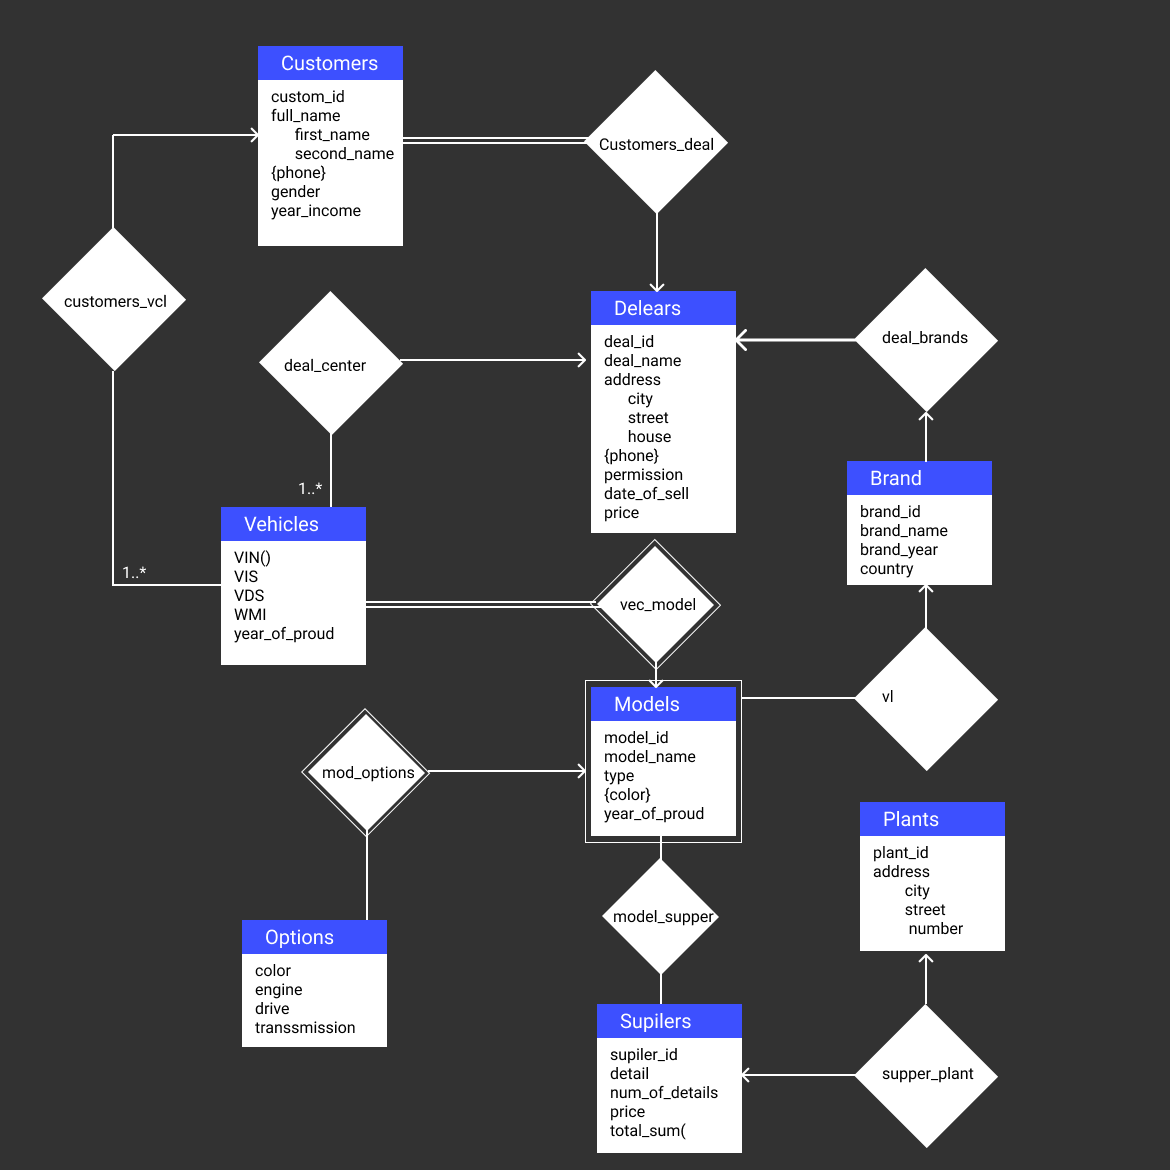 Customers
custom_id
full_name
first_name
second_name
{phone}
gender
year_income
Customers_deal
customers_vcl
deal_center
Delears
deal_id
deal_name
address
city
street
house
{phone}
permission
date_of_sell
price
deal_brands
1..*
Brand
brand_id
brand_name
brand_year
country
Vehicles
VIN()
VIS
VDS
WMI
year_of_proud
1..*
vec_model
vl
Models
model_id
model_name
type
{color}
year_of_proud
mod_options
Plants
plant_id
address
city
street
number
model_supper
Options
color
engine
drive
transsmission
Supilers
supiler_id
detail
num_of_details
price
total_sum(
supper_plant